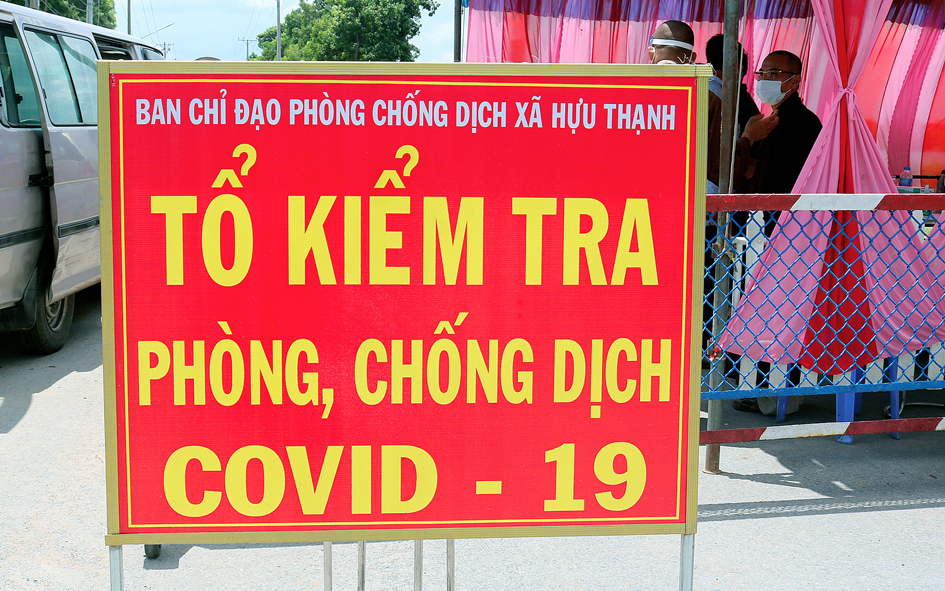 BAN CHỈ ĐẠO PHÒNG CHỐNG DỊCH XÃ HỰU THẠNH
TỔ KIỂM TRA
PHÒNG, CHỐNG DỊCH
COVID - 19